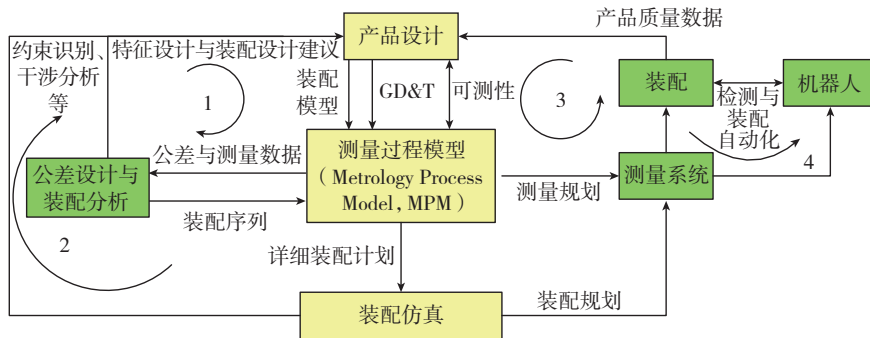 产品质量数据
约束识别、
干涉分析
等
特征设计与装配设计建议
产品设计
装配
模型
GD&T
可测性
1
3
装配
机器人
检测与
装配
自动化
4
公差与测量数据
测量过程模型
（Metrology Process
Model，MPM）
公差设计与
装配分析
测量规划
测量系统
装配序列
2
详细装配计划
装配仿真
装配规划